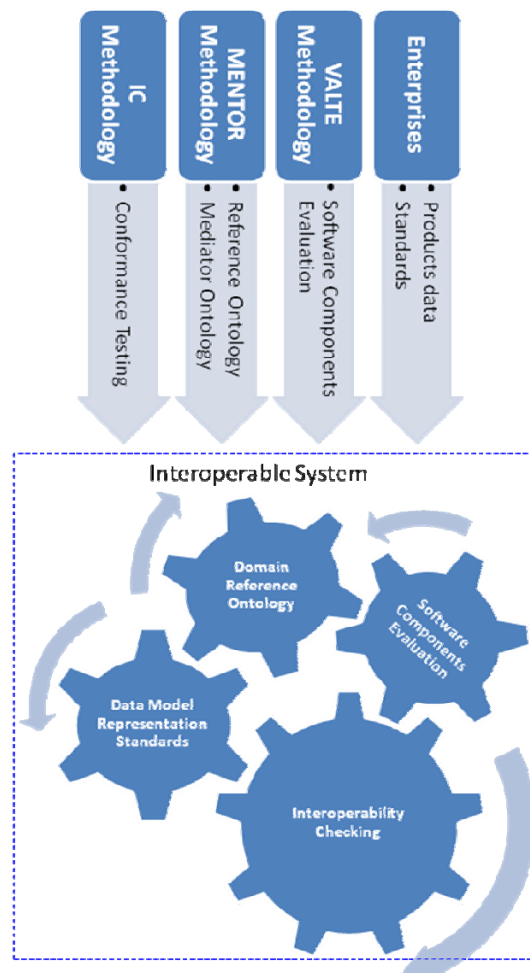 IC
Methodology
• Conformance Testing
MENTOR
Methodology
• Reference Ontology
• Mediator Ontology
VALTE
Methodology
• Software Components
Evaluation
Enterprises
• Products data
• Standards
Interoperable System
Domain
Reference
Ontology
Software
Components
Evaluation
Data Model
Representation
Standards
Interoperability
Checking